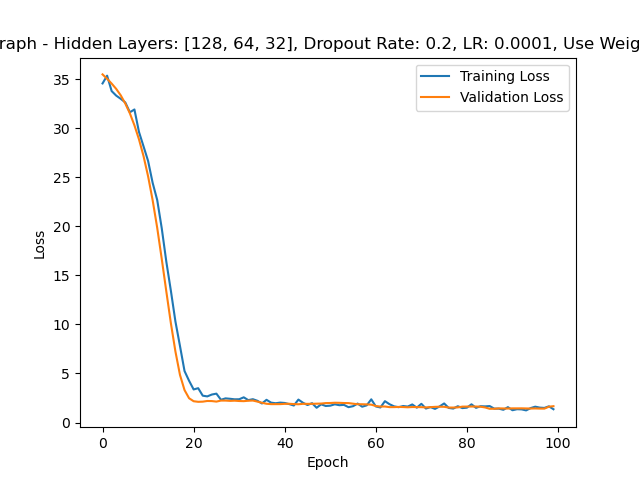 raph - Hidden Layers: [128, 64, 32], Dropout Rate: 0.2, LR: 0.0001, Use Weig
Training Loss
Validation Loss
35
30
25
20
15
10
5
0
Loss
0 20 40 60 80 100
Epoch